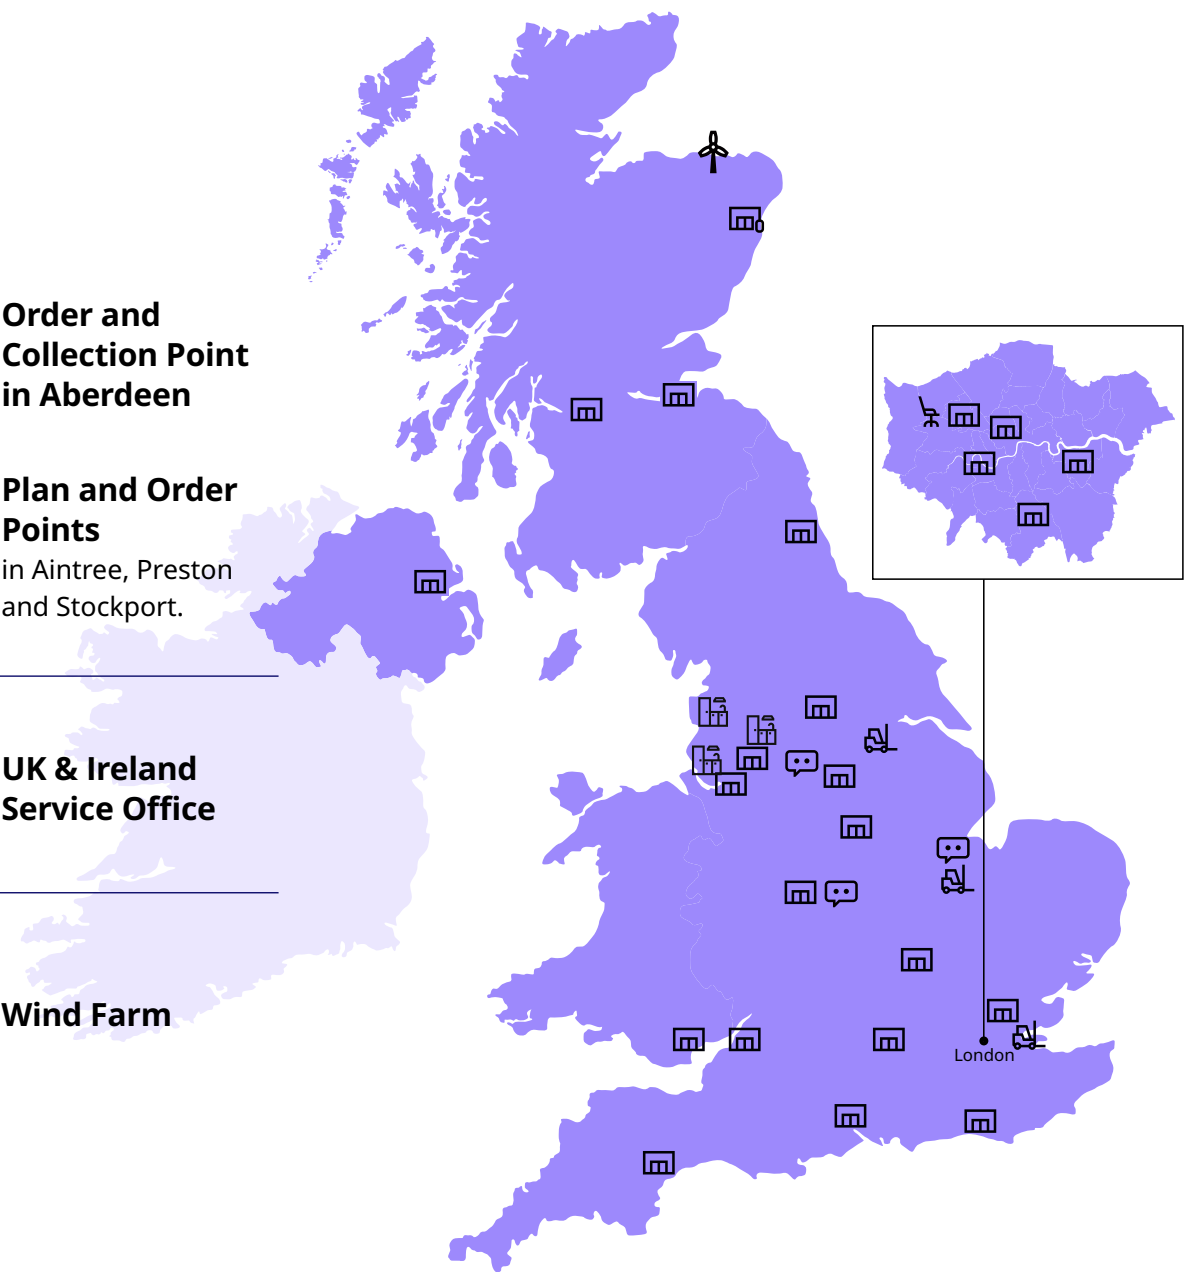 Order and
Collection Point
in Aberdeen
Plan and Order
Points
in Aintree, Preston
and Stockport.
UK & Ireland
Service Office
Wind Farm
London